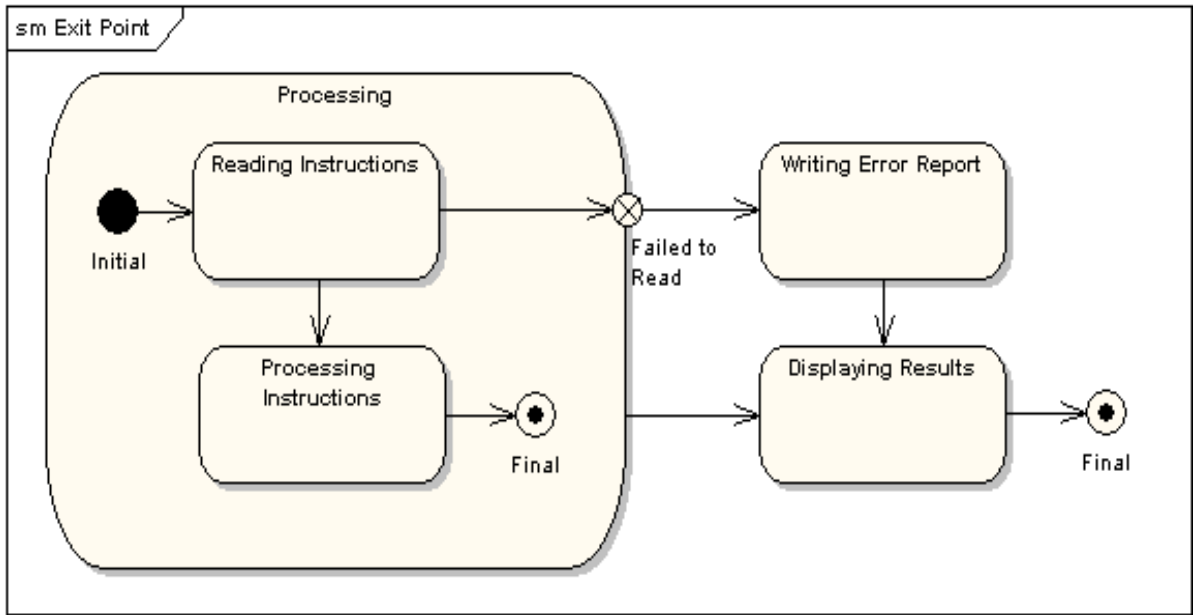 sm Exit Point
Processing
Reading Instructions
Writing Error Report
Initial
Failed to
Read
Processing
Instructions
Displaying Results
Final
Final